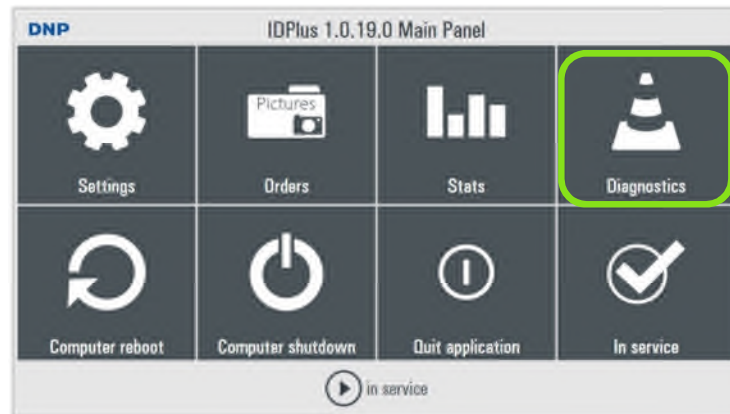 DNP IDPlus 1.0.19.0 Main Panel
Pictures
Settings Orders Stats Diagnostics
Computer reboot Computer shutdown Quit application In service
in service